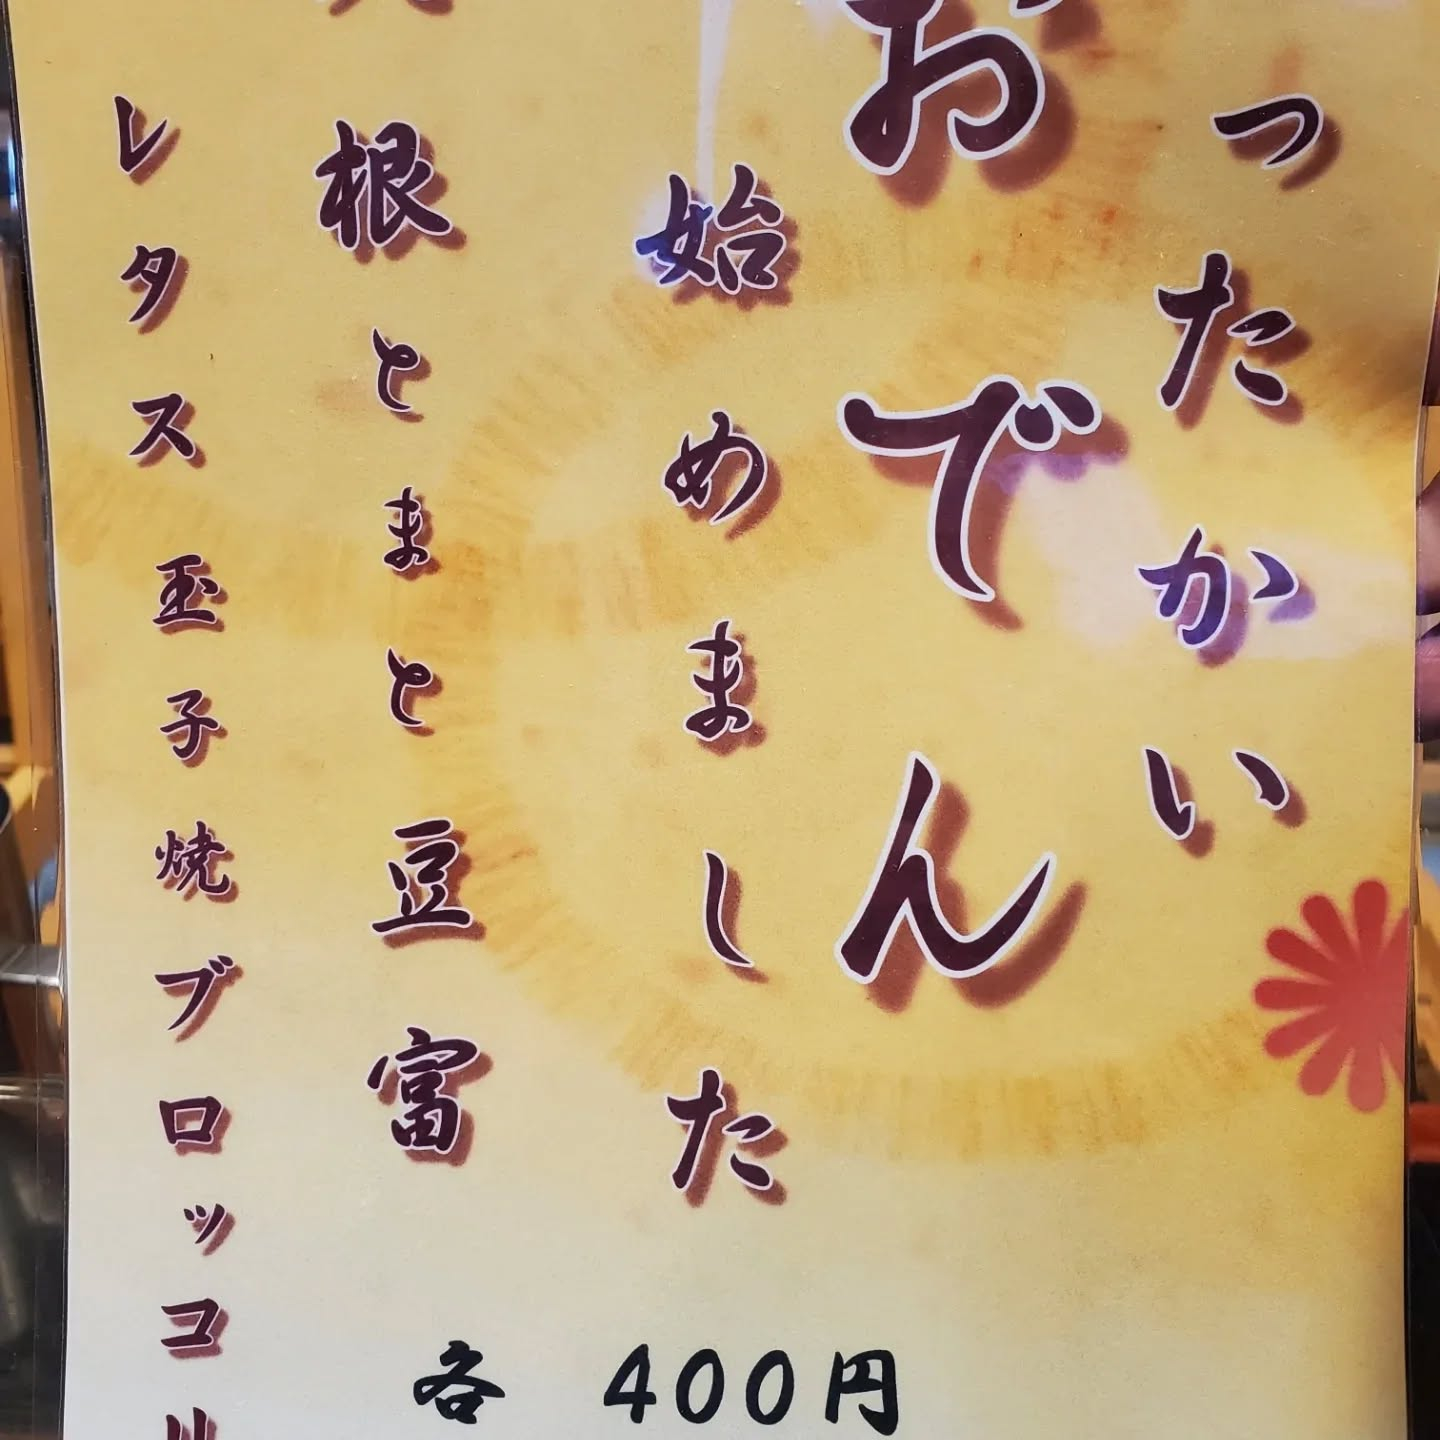 ったかい
おでん
始めました
根とまと豆富
レタス玉子焼ブロッコリ
各 400円